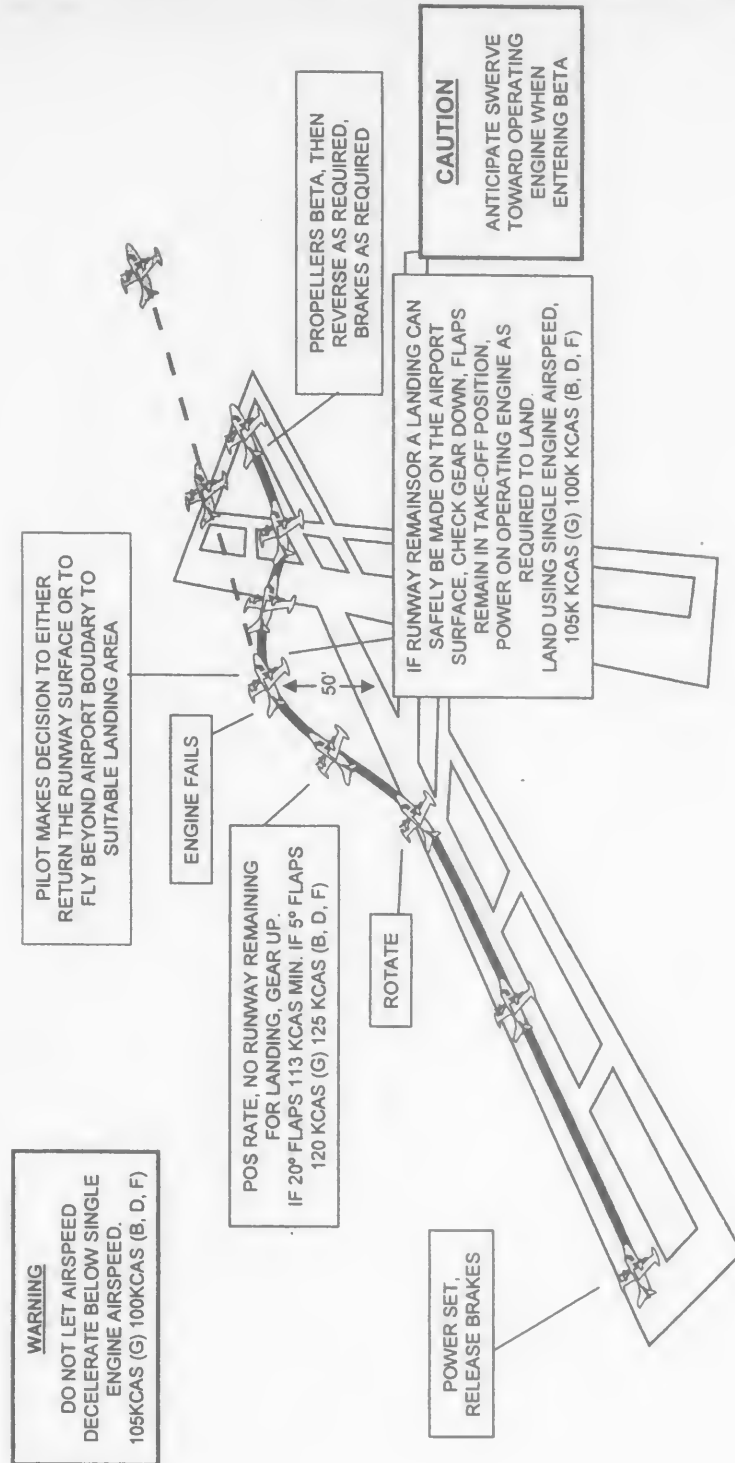 WARNING
DO NOT LET AIRSPEED
DECELERATE BELOW SINGLE
ENGINE AIRSPEED.
105KCAS (G) 100KCAS (B, D, F)
PILOT MAKES DECISION TO EITHER
RETURN THE RUNWAY SURFACE OR TO
FLY BEYOND AIRPORT BOUDARY TO
SUITABLE LANDING AREA
ENGINE FAILS
POS RATE, NO RUNWAY REMAINING
FOR LANDING, GEAR UP.
IF 20° FLAPS 113 KCAS MIN. IF 5° FLAPS
120 KCAS (G) 125 KCAS (B, D, F)
50'
ROTATE
POWER SET,
RELEASE BRAKES
PROPELLERS BETA, THEN
REVERSE AS REQUIRED,
BRAKES AS REQUIRED
IF RUNWAY REMAINSOR A LANDING CAN
SAFELY BE MADE ON THE AIRPORT
SURFACE, CHECK GEAR DOWN, FLAPS
REMAIN IN TAKE-OFF POSITION,
POWER ON OPERATING ENGINE AS
REQUIRED TO LAND.
LAND USING SINGLE ENGINE AIRSPEED,
105K KCAS (G) 100K KCAS (B, D, F)
CAUTION
ANTICIPATE SWERVE
TOWARD OPERATING
ENGINE WHEN
ENTERING BETA